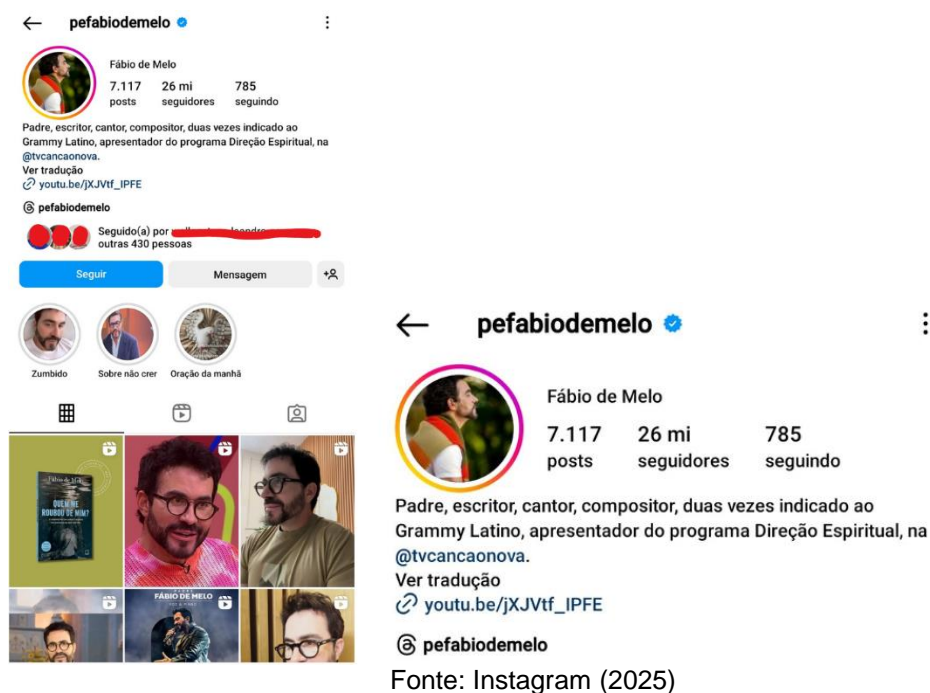 pefabiodemelo
Fábio de Melo
7.117 26 mi 785
posts seguidores seguindo
Padre, escritor, cantor, compositor, duas vezes indicado ao
Grammy Latino, apresentador do programa Direção Espiritual, na
@tvcancaonova.
Ver tradução
youtu.be/jXJVtf_IPFE
pefabiodemelo
Seguido(a) por
outras 430 pessoas
Seguir Mensagem
Zumbido Sobre não crer Oração da manhã
Fábio de Melo
QUEM ME
ROUBOU DE MIM?
FÁBIO DE MELO
pefabiodemelo
Fábio de Melo
7.117 26 mi 785
posts seguidores seguindo
Padre, escritor, cantor, compositor, duas vezes indicado ao
Grammy Latino, apresentador do programa Direção Espiritual, na
@tvcancaonova.
Ver tradução
youtu.be/jXJVtf_IPFE
pefabiodemelo
Fonte: Instagram (2025)